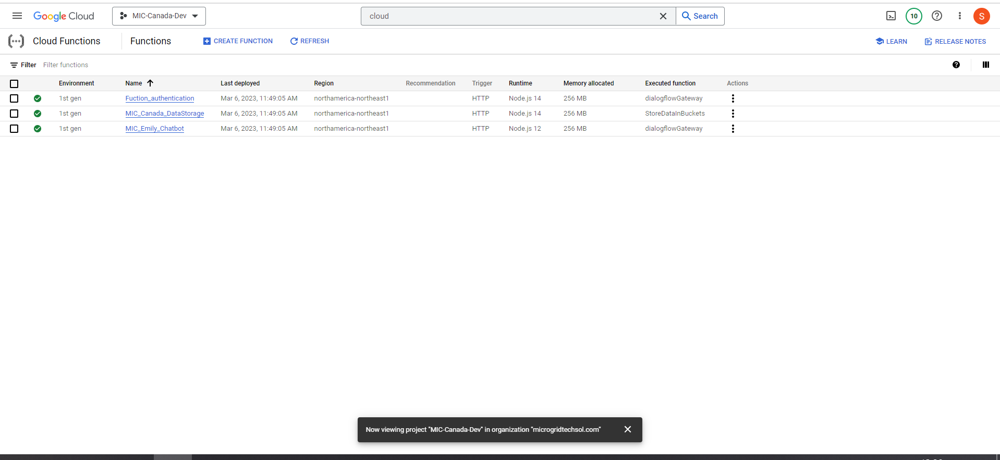 Google Cloud MIC-Canada-Dev cloud Search 10 S
Cloud Functions Functions CREATE FUNCTION REFRESH LEARN RELEASE NOTES
Filter Filter functions
Environment Name Last deployed Region Recommendation Trigger Runtime Memory allocated Executed function Actions
1st gen Fuction_authentication Mar 6, 2023, 11:49:05 AM northamerica-northeast1 HTTP Node.js 14 256 MB dialogflowGateway
1st gen MIC_Canada_DataStorage Mar 6, 2023, 11:49:05 AM northamerica-northeast1 HTTP Node.js 14 256 MB StoreDataInBuckets
1st gen MIC_Emily_Chatbot Mar 6, 2023, 11:49:05 AM northamerica-northeast1 HTTP Node.js 12 256 MB dialogflowGateway
Now viewing project "MIC-Canada-Dev" in organization "microgridtechsol.com"